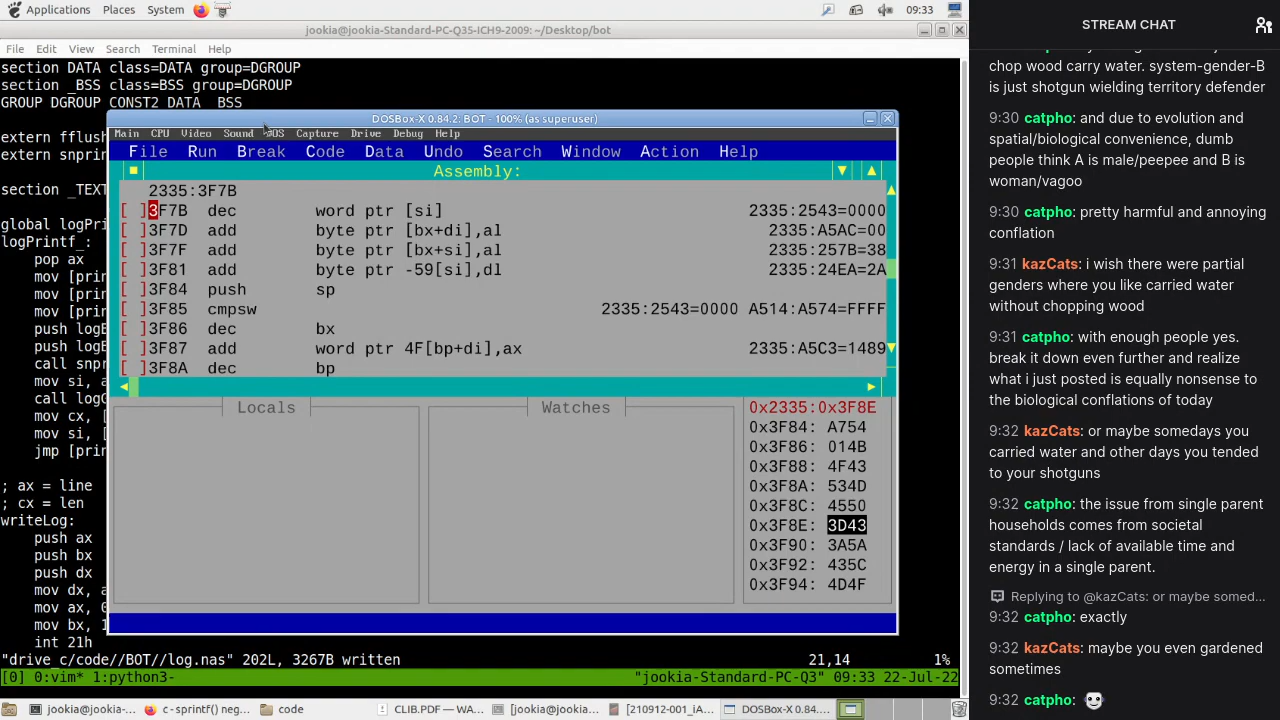 Applications Places System 09:33
jookia@jookia-Standard-PC-Q35-ICH9-2009: ~/Desktop/bot
File Edit View Search Terminal Help
section DATA class=DATA group=DGROUP
section _BSS class=BSS group=DGROUP
GROUP DGROUP CONST2 DATA _BSS
extern fflush
extern snprin
section _TEXT
global logPri
logPrintf_:
pop ax
mov [prin
mov [prin
mov [prin
push logB
push logB
call snpr
mov si, a
call logC
mov cx, [
mov si, [
jmp [prin
; ax = line
; cx = len
writeLog:
push ax
push bx
push dx
mov dx, a
mov ax, 0
mov bx, 1
int 21h
"drive_c/code//BOT//log.nas" 202L, 3267B written 21,14 1%
[0] 0:vim* 1:python3- "jookia-Standard-PC-Q3" 09:33 22-Jul-22
DOSBox-X 0.84.2: BOT - 100% (as superuser)
Main CPU Video Sound DOS Capture Drive Debug Help
File Run Break Code Data Undo Search Window Action Help
Assembly:
2335:3F7B
[ ]3F7B dec word ptr [si] 2335:2543=0000
[ ]3F7D add byte ptr [bx+di],al 2335:A5AC=00
[ ]3F7F add byte ptr [bx+si],al 2335:257B=38
[ ]3F81 add byte ptr -59[si],dl 2335:24EA=2A
[ ]3F84 push sp
[ ]3F85 cmpsw 2335:2543=0000 A514:A574=FFFF
[ ]3F86 dec bx
[ ]3F87 add word ptr 4F[bp+di],ax 2335:A5C3=1489
[ ]3F8A dec bp
Locals
Watches
0x2335:0x3F8E
0x3F84: A754
0x3F86: 014B
0x3F88: 4F43
0x3F8A: 534D
0x3F8C: 4550
0x3F8E: 3D43
0x3F90: 3A5A
0x3F92: 435C
0x3F94: 4D4F
jookia@jookia-... c - sprintf() neg... code CLIB.PDF — WA... [jookia@jookia... [210912-001_iA... DOSBox-X 0.84....
STREAM CHAT
chop wood carry water. system-gender-B
is just shotgun wielding territory defender
9:30 catpho: and due to evolution and
spatial/biological convenience, dumb
people think A is male/peepee and B is
woman/vagoo
9:30 catpho: pretty harmful and annoying
conflation
9:31 kazCats: i wish there were partial
genders where you like carried water
without chopping wood
9:31 catpho: with enough people yes.
break it down even further and realize
what i just posted is equally nonsense to
the biological conflations of today
9:32 kazCats: or maybe somedays you
carried water and other days you tended
to your shotguns
9:32 catpho: the issue from single parent
households comes from societal
standards / lack of available time and
energy in a single parent.
Replying to @kazCats: or maybe somed...
9:32 catpho: exactly
9:32 kazCats: maybe you even gardened
sometimes
9:32 catpho: